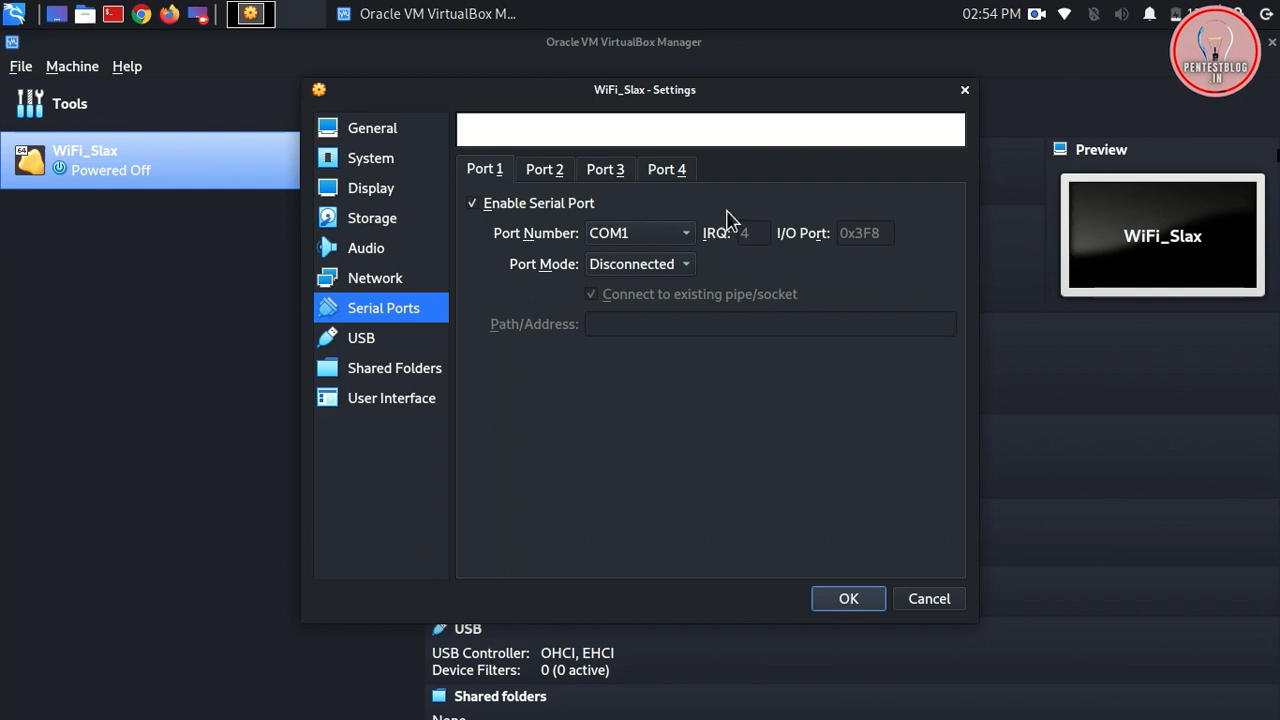 Oracle VM VirtualBox M...
02:54 PM
Oracle VM VirtualBox Manager
PENTESTBLOG
.IN
File Machine Help
Tools
WiFi_Slax
Powered Off
64
WiFi_Slax - Settings
General
System
Display
Storage
Audio
Network
Serial Ports
USB
Shared Folders
User Interface
Port 1 Port 2 Port 3 Port 4
Enable Serial Port
Port Number: COM1 IRQ: 4 I/O Port: 0x3F8
Port Mode: Disconnected
Connect to existing pipe/socket
Path/Address:
OK Cancel
Preview
WiFi_Slax
USB
USB Controller: OHCI, EHCI
Device Filters: 0 (0 active)
Shared folders
None